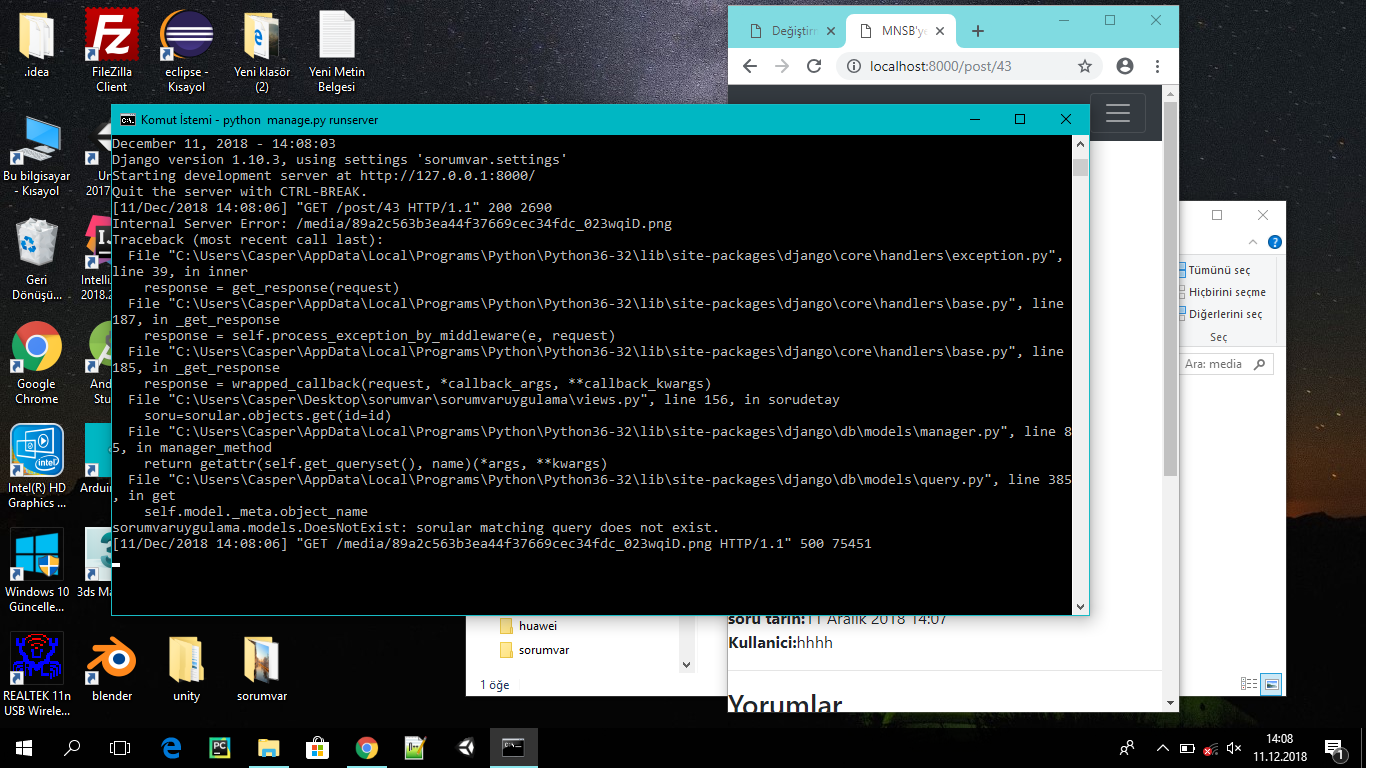 .idea
FileZilla
Client
eclipse -
Kısayol
Yeni klasör
(2)
Yeni Metin
Belgesi
Bu bilgisayar
- Kısayol
2017
Geri
Dönüşü...
2018.2
Google
Chrome
Intel(R) HD
Graphics ...
Windows 10
Güncelle...
REALTEK 11n
USB Wirele...
blender
unity
sorumvar
Değiştirm
MNSB'ye
localhost:8000/post/43
Komut İstemi - python  manage.py runserver
December 11, 2018 - 14:08:03
Django version 1.10.3, using settings 'sorumvar.settings'
Starting development server at http://127.0.0.1:8000/
Quit the server with CTRL-BREAK.
[11/Dec/2018 14:08:06] "GET /post/43 HTTP/1.1" 200 2690
Internal Server Error: /media/89a2c563b3ea44f37669cec34fdc_023wqiD.png
Traceback (most recent call last):
  File "C:\Users\Casper\AppData\Local\Programs\Python\Python36-32\lib\site-packages\django\core\handlers\exception.py",
line 39, in inner
    response = get_response(request)
  File "C:\Users\Casper\AppData\Local\Programs\Python\Python36-32\lib\site-packages\django\core\handlers\base.py", line
187, in _get_response
    response = self.process_exception_by_middleware(e, request)
  File "C:\Users\Casper\AppData\Local\Programs\Python\Python36-32\lib\site-packages\django\core\handlers\base.py", line
185, in _get_response
    response = wrapped_callback(request, *callback_args, **callback_kwargs)
  File "C:\Users\Casper\Desktop\sorumvar\sorumvaruygulama\views.py", line 156, in sorudetay
    soru=sorular.objects.get(id=id)
  File "C:\Users\Casper\AppData\Local\Programs\Python\Python36-32\lib\site-packages\django\db\models\manager.py", line 8
5, in manager_method
    return getattr(self.get_queryset(), name)(*args, **kwargs)
  File "C:\Users\Casper\AppData\Local\Programs\Python\Python36-32\lib\site-packages\django\db\models\query.py", line 385
, in get
    self.model._meta.object_name
sorumvaruygulama.models.DoesNotExist: sorular matching query does not exist.
[11/Dec/2018 14:08:06] "GET /media/89a2c563b3ea44f37669cec34fdc_023wqiD.png HTTP/1.1" 500 75451
Tümünü seç
Hiçbirini seçme
Diğerlerini seç
Seç
Ara: media
huawei
sorumvar
1 öğe
soru tarih:11 Aralık 2018 14:07
Kullanici:hhhh
Yorumlar
14:08
11.12.2018
1